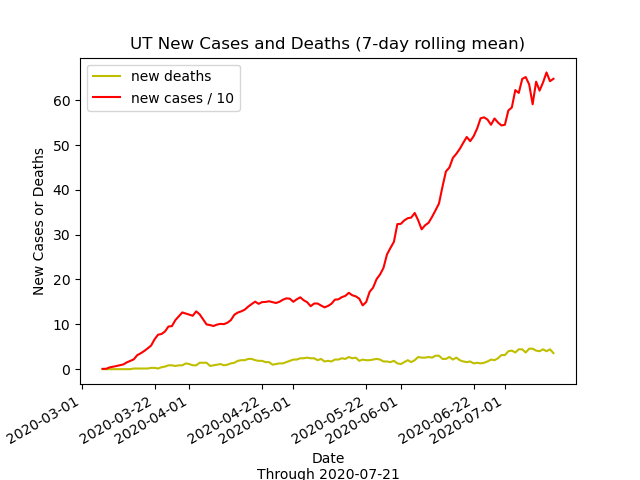 UT New Cases and Deaths (7-day rolling mean)
new deaths
new cases / 10
New Cases or Deaths
60
50
40
30
20
10
0
2020-03-01
2020-03-22
2020-04-01
2020-04-22
2020-05-01
2020-05-22
2020-06-01
2020-06-22
2020-07-01
Date
Through 2020-07-21